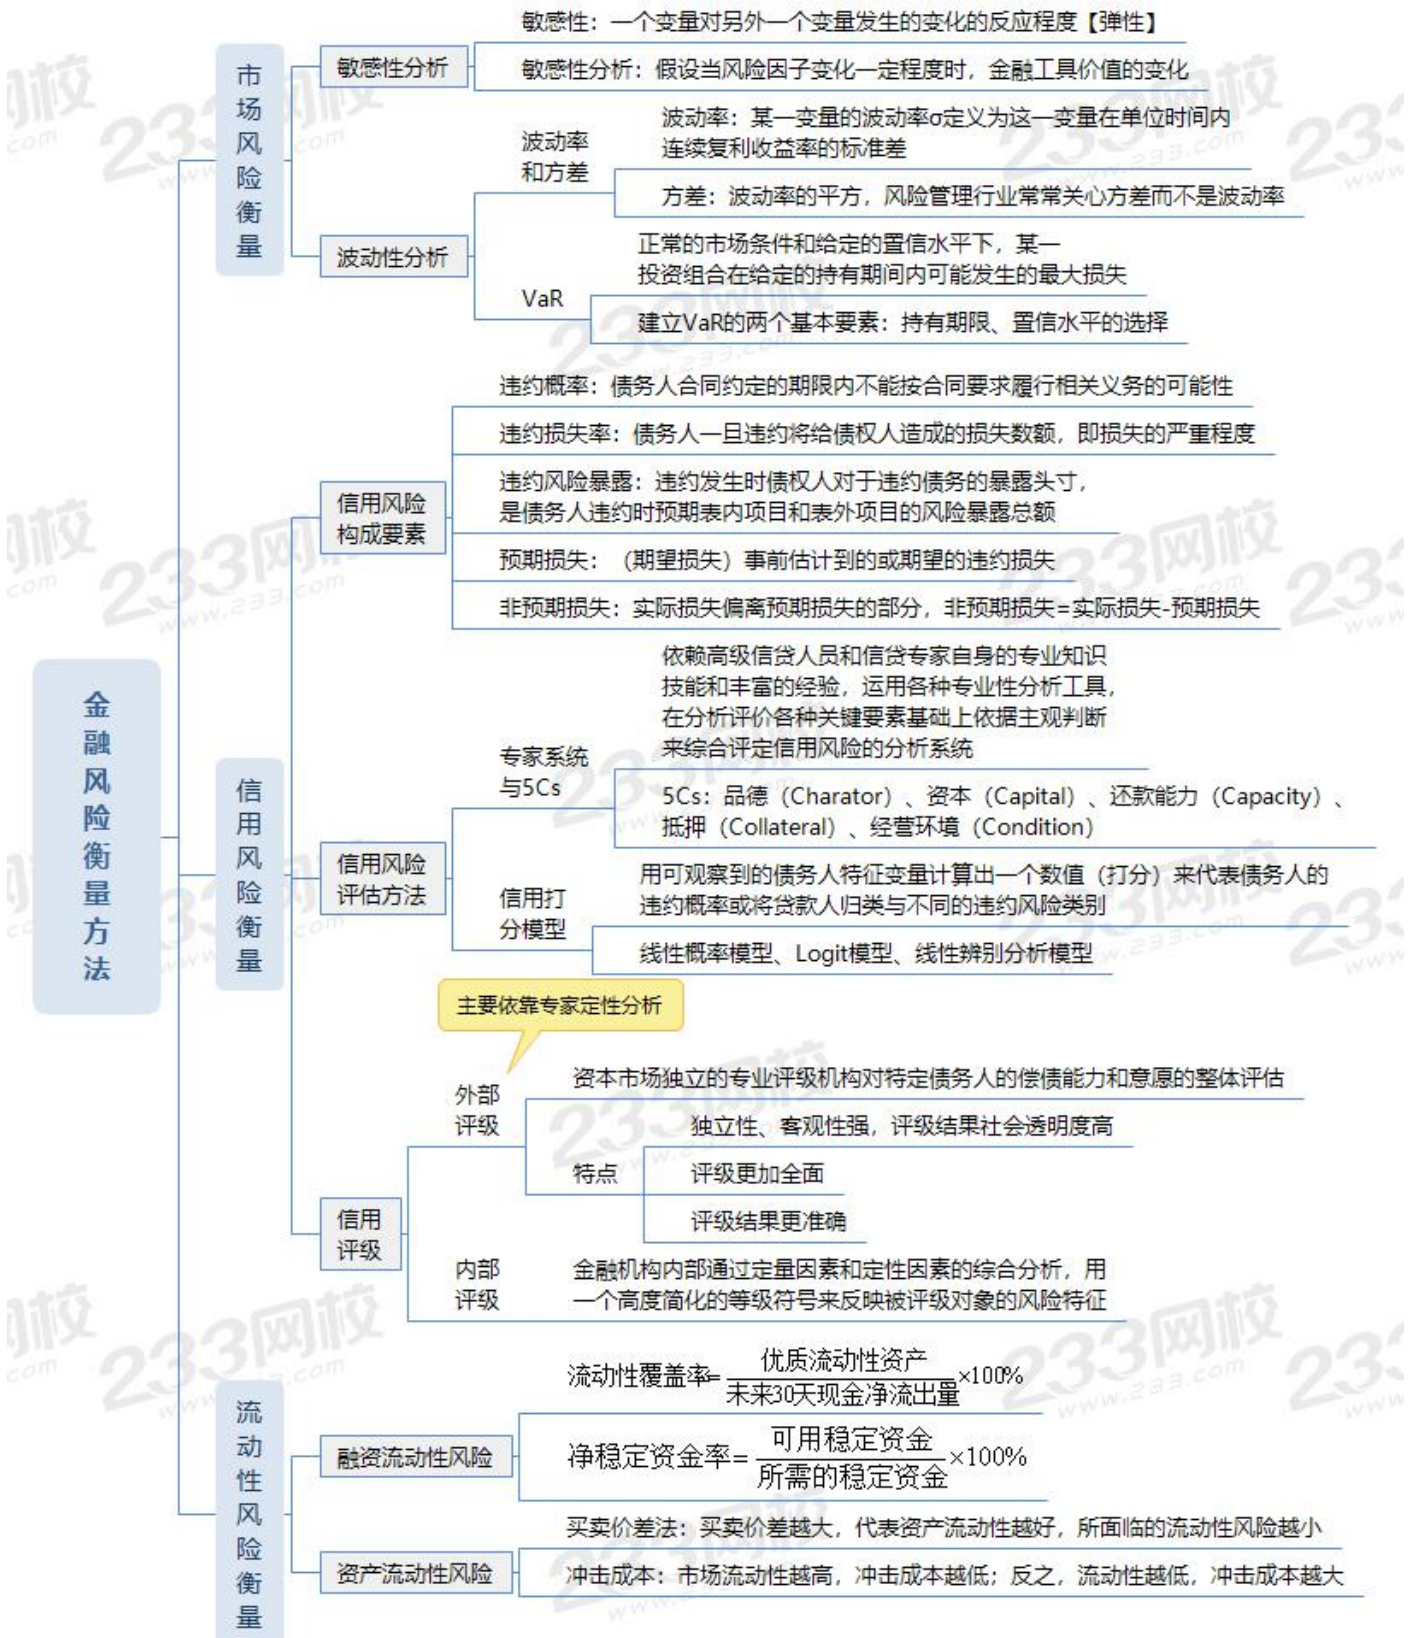 金融风险衡量方法
市场风险衡量
敏感性分析
敏感性：一个变量对另外一个变量发生的变化的反应程度【弹性】
敏感性分析：假设当风险因子变化一定程度时，金融工具价值的变化
波动性分析
波动率
和方差
波动率：某一变量的波动率σ定义为这一变量在单位时间内
连续复利收益率的标准差
方差：波动率的平方，风险管理行业常常关心方差而不是波动率
VaR
正常的市场条件和给定的置信水平下，某一
投资组合在给定的持有期间内可能发生的最大损失
建立VaR的两个基本要素：持有期限、置信水平的选择
信用风险衡量
信用风险
构成要素
违约概率：债务人合同约定的期限内不能按合同要求履行相关义务的可能性
违约损失率：债务人一旦违约将给债权人造成的损失数额，即损失的严重程度
违约风险暴露：违约发生时债权人对于违约债务的暴露头寸，
是债务人违约时预期表内项目和表外项目的风险暴露总额
预期损失：（期望损失）事前估计到的或期望的违约损失
非预期损失：实际损失偏离预期损失的部分，非预期损失=实际损失-预期损失
信用风险
评估方法
专家系统
与5Cs
依赖高级信贷人员和信贷专家自身的专业知识
技能和丰富的经验，运用各种专业性分析工具，
在分析评价各种关键要素基础上依据主观判断
来综合评定信用风险的分析系统
5Cs：品德（Charator）、资本（Capital）、还款能力（Capacity）、
抵押（Collateral）、经营环境（Condition）
信用打
分模型
用可观察到的债务人特征变量计算出一个数值（打分）来代表债务人的
违约概率或将贷款人归类与不同的违约风险类别
线性概率模型、Logit模型、线性辨别分析模型
信用
评级
主要依靠专家定性分析
外部
评级
资本市场独立的专业评级机构对特定债务人的偿债能力和意愿的整体评估
特点
独立性、客观性强，评级结果社会透明度高
评级更加全面
评级结果更准确
内部
评级
金融机构内部通过定量因素和定性因素的综合分析，用
一个高度简化的等级符号来反映被评级对象的风险特征
流动性风险衡量
融资流动性风险
流动性覆盖率=优质流动性资产/未来30天现金净流出量×100%
净稳定资金率=可用稳定资金/所需的稳定资金×100%
资产流动性风险
买卖价差法：买卖价差越大，代表资产流动性越好，所面临的流动性风险越小
冲击成本：市场流动性越高，冲击成本越低；反之，流动性越低，冲击成本越大
233网校
www.233.com